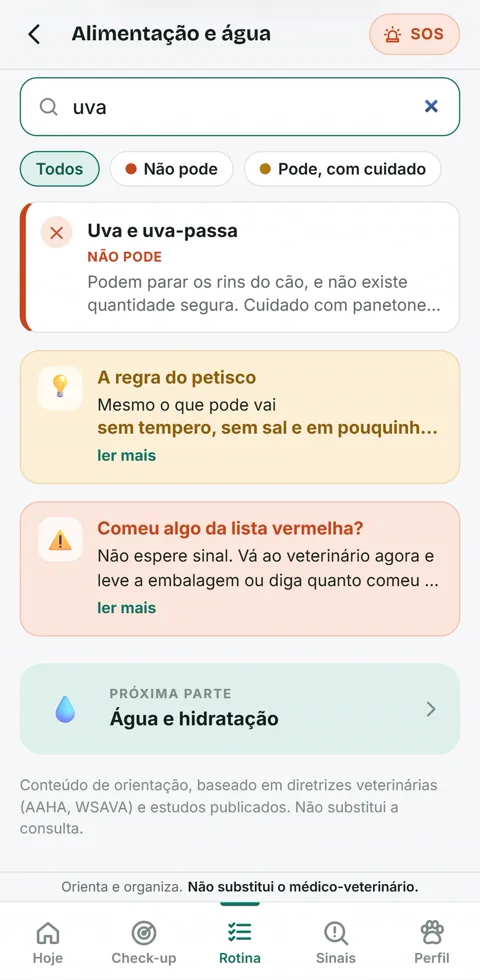 Alimentação e água
SOS
uva
Todos
Não pode
Pode, com cuidado
Uva e uva-passa
NÃO PODE
Podem parar os rins do cão, e não existe
quantidade segura. Cuidado com panetone...
A regra do petisco
Mesmo o que pode vai
sem tempero, sem sal e em pouquinh...
ler mais
Comeu algo da lista vermelha?
Não espere sinal. Vá ao veterinário agora e
leve a embalagem ou diga quanto comeu ...
ler mais
PRÓXIMA PARTE
Água e hidratação
Conteúdo de orientação, baseado em diretrizes veterinárias
(AAHA, WSAVA) e estudos publicados. Não substitui a
consulta.
Orienta e organiza. Não substitui o médico-veterinário.
Hoje
Check-up
Rotina
Sinais
Perfil